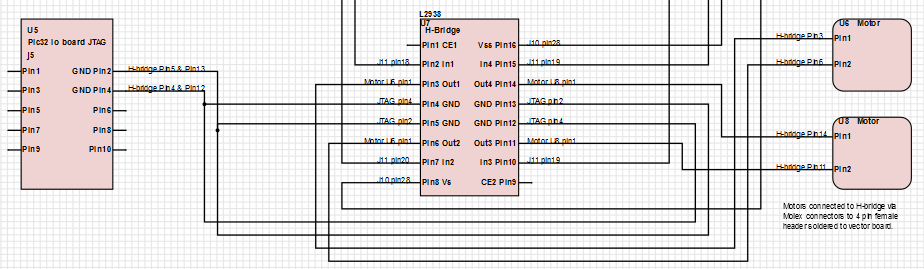 U5
Pic32 Io board JTAG
J5
Pin1 GND Pin2 H-bridge Pin5 & Pin13
Pin3 GND Pin4 H-bridge Pin4 & Pin12
Pin5 Pin6
Pin7 Pin8
Pin9 Pin10
L2938
U7
H-Bridge
Pin1 CE1 Vss Pin16 J10 pin28
J11 pin18 Pin2 In1 In4 Pin15 J11 pin19
Motor U6 pin1 Pin3 Out1 Out4 Pin14 Motor U8 pin1
JTAG pin4 Pin4 GND GND Pin13 JTAG pin2
JTAG pin2 Pin5 GND GND Pin12 JTAG pin4
Motor U6 pin1 Pin6 Out2 Out3 Pin11 Motor U8 pin1
J11 pin20 Pin7 In2 In3 Pin10 J11 pin19
J10 pin28 Pin8 Vs CE2 Pin9
U6 Motor
H-bridge Pin3 Pin1
H-bridge Pin6 Pin2
U8 Motor
H-bridge Pin14 Pin1
H-bridge Pin11 Pin2
Motors connected to H-bridge via
Molex connectors to 4 pin female
header soldered to vector board.